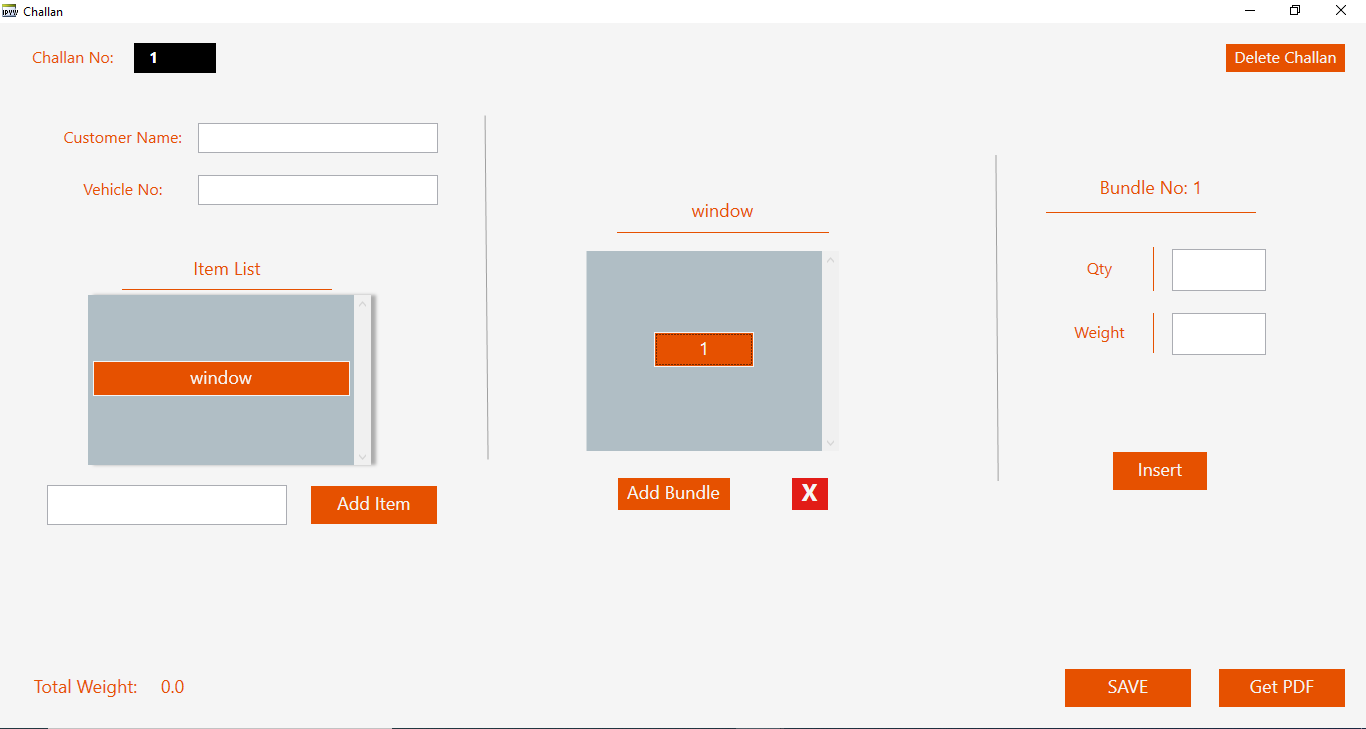 Challan
Challan No: 1
Delete Challan
Customer Name:
Vehicle No:
Item List
window
Add Item
window
1
Add Bundle
X
Bundle No: 1
Qty
Weight
Insert
Total Weight: 0.0
SAVE
Get PDF